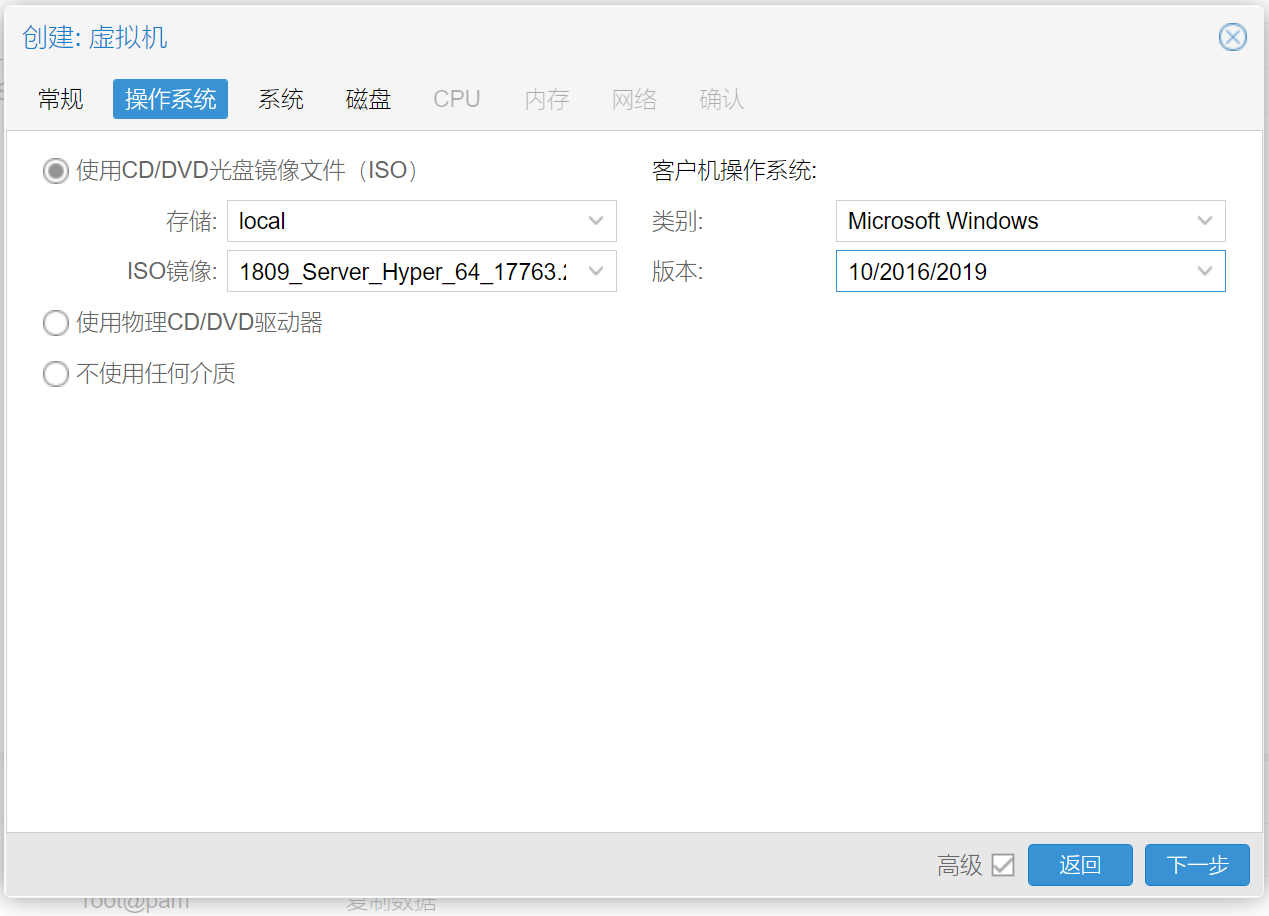 创建: 虚拟机
常规 操作系统 系统 磁盘 CPU 内存 网络 确认
使用CD/DVD光盘镜像文件（ISO） 客户机操作系统:
存储: local 类别: Microsoft Windows
ISO镜像: 1809_Server_Hyper_64_17763. 版本: 10/2016/2019
使用物理CD/DVD驱动器
不使用任何介质
高级 返回 下一步
root@pam 复制数据